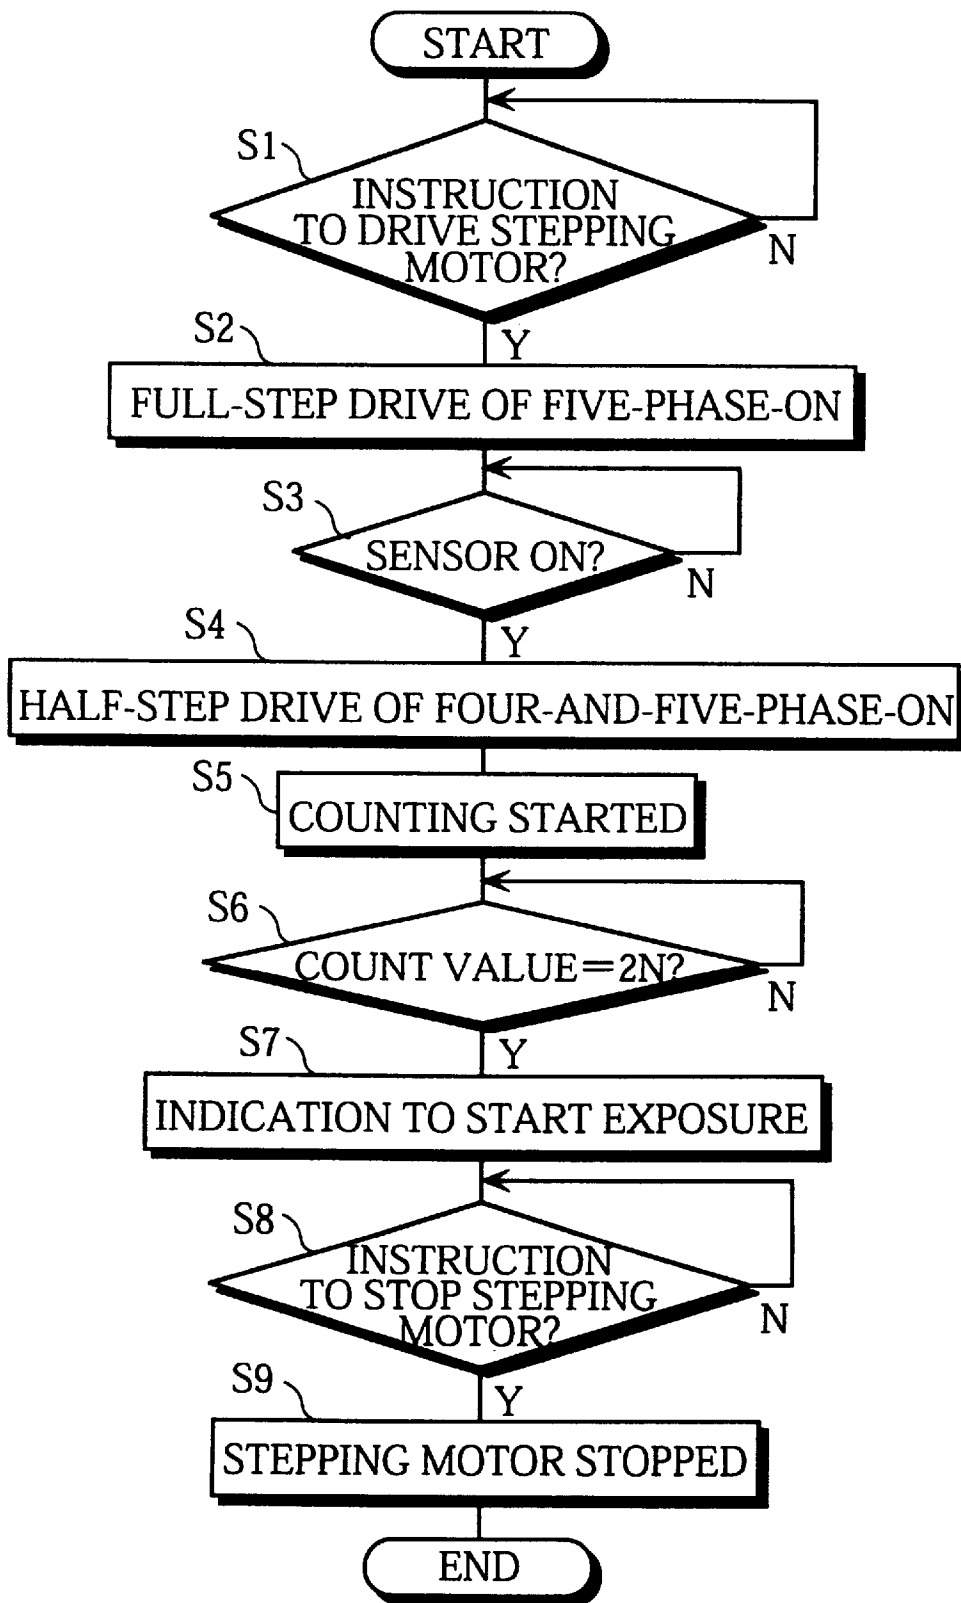 START
S1
INSTRUCTION
TO DRIVE STEPPING
MOTOR?
N
Y
S2
FULL-STEP DRIVE OF FIVE-PHASE-ON
S3
SENSOR ON?
N
Y
S4
HALF-STEP DRIVE OF FOUR-AND-FIVE-PHASE-ON
S5
COUNTING STARTED
S6
COUNT VALUE=2N?
N
Y
S7
INDICATION TO START EXPOSURE
S8
INSTRUCTION
TO STOP STEPPING
MOTOR?
N
Y
S9
STEPPING MOTOR STOPPED
END